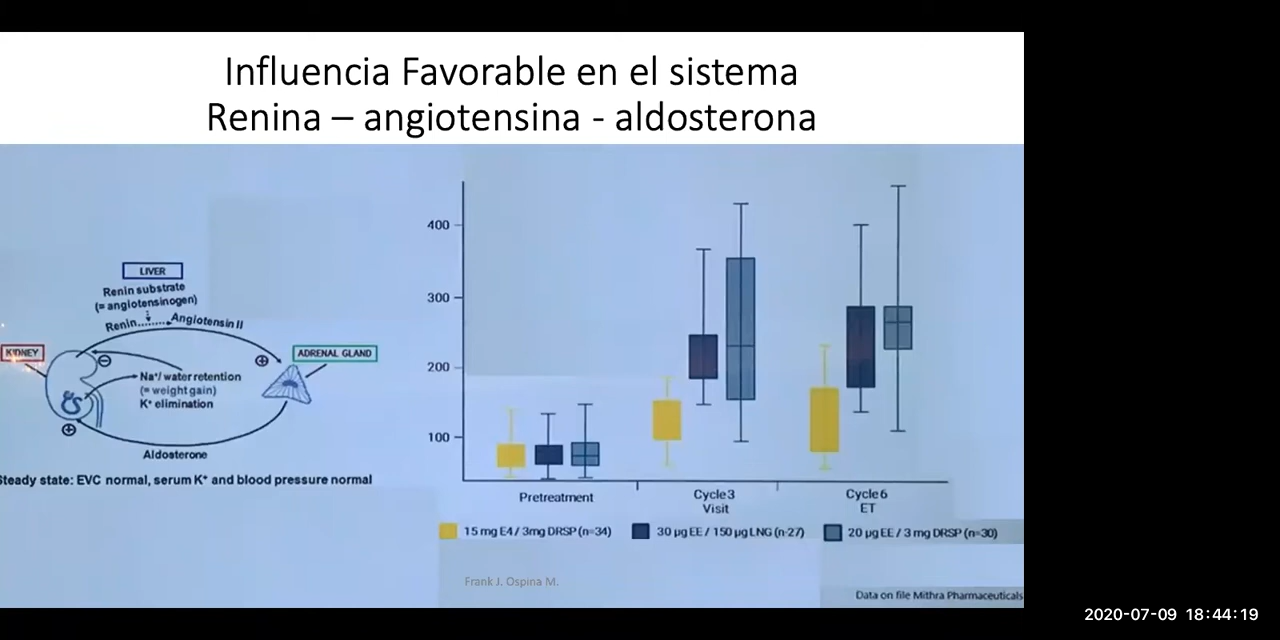 Influencia Favorable en el sistema
Renina – angiotensina - aldosterona
LIVER
Renin substrate
(= angiotensinogen)
Renin........Angiotensin II
KIDNEY
ADRENAL GLAND
Na⁺/ water retention
(= weight gain)
K⁺ elimination
Aldosterone
Steady state: EVC normal, serum K⁺ and blood pressure normal
400
300
200
100
Pretreatment
Cycle 3
Visit
Cycle 6
ET
15 mg E4 / 3mg DRSP (n=34)
30 µg EE / 150 µg LNG (n-27)
20 µg EE / 3 mg DRSP (n=30)
Frank J. Ospina M.
Data on file Mithra Pharmaceuticals
2020-07-09 18:44:19